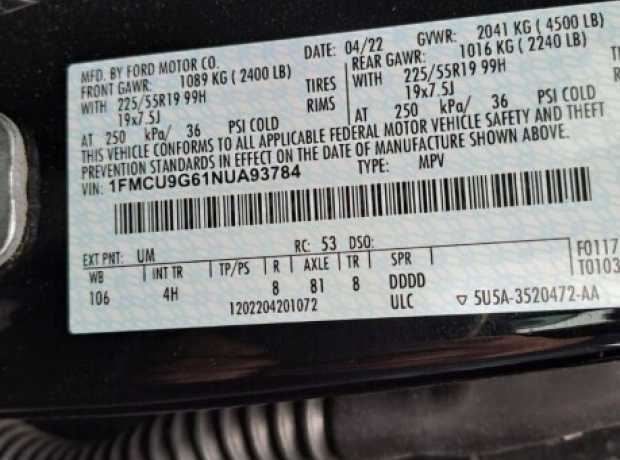 MFD. BY FORD MOTOR CO.
DATE: 04/22 GVWR: 2041 KG ( 4500 LB)
FRONT GAWR: 1089 KG ( 2400 LB) REAR GAWR: 1016 KG ( 2240 LB)
WITH 225/55R19 99H TIRES WITH 225/55R19 99H
19x7.5J RIMS 19x7.5J
AT 250 kPa/ 36 PSI COLD AT 250 kPa/ 36 PSI COLD
THIS VEHICLE CONFORMS TO ALL APPLICABLE FEDERAL MOTOR VEHICLE SAFETY AND THEFT
PREVENTION STANDARDS IN EFFECT ON THE DATE OF MANUFACTURE SHOWN ABOVE.
VIN: 1FMCU9G61NUA93784 TYPE: MPV
EXT PNT: UM RC: 53 DSO:
WB INT TR TP/PS R AXLE TR SPR
106 4H 8 81 8 DDDD
1202204201072 ULC ▽ 5U5A-3520472-AA
F0117
T0103